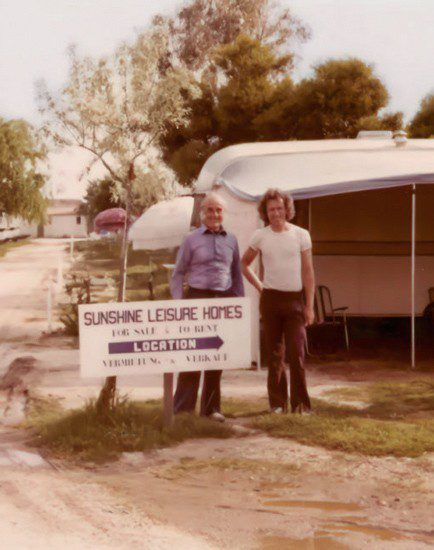 SUNSHINE LEISURE HOMES
FOR SALE & TO RENT
LOCATION
VERMIETUNG & VERKAUF